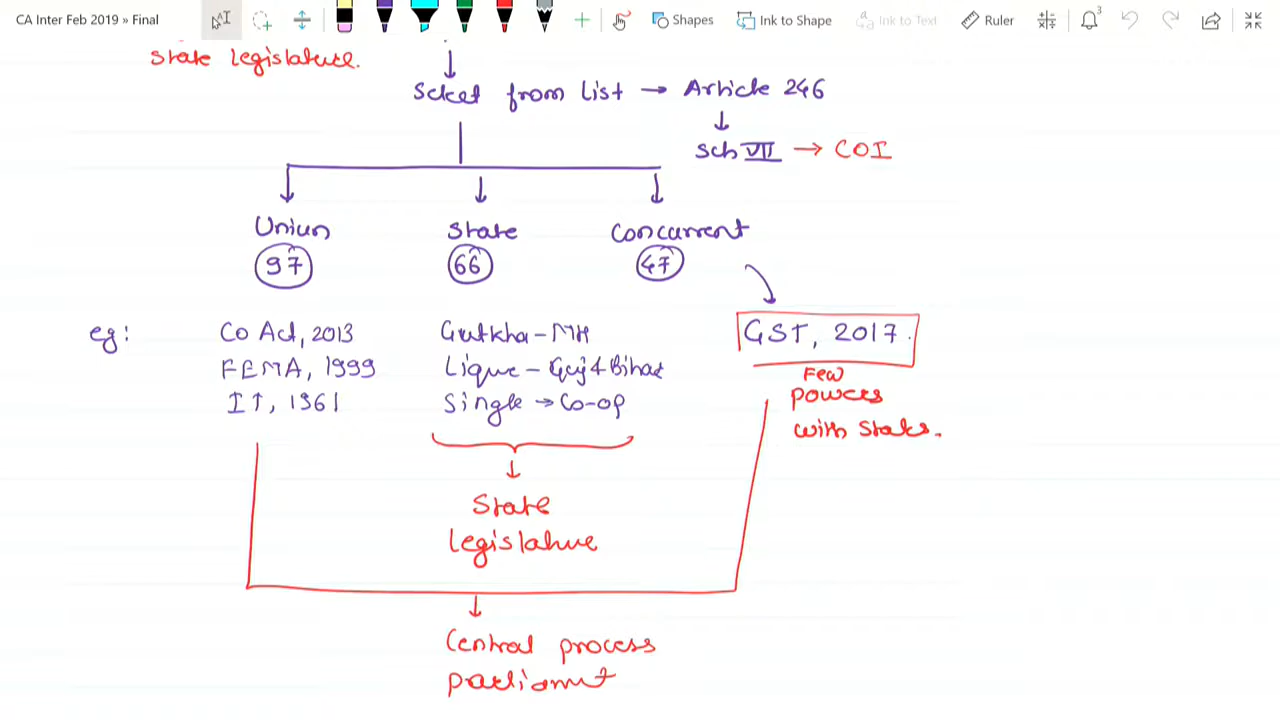 CA Inter Feb 2019 » Final
Shapes
Ink to Shape
Ink to Text
Ruler
3
state legislature.
Select from List → Article 246
Sch VII → COI
Union State Concurrent
97 66 47
eg: Co Act, 2013 Gutkha - MH GST, 2017.
FEMA, 1999 Lique - Guj & Bihar Few
IT, 1961 Single → Co-op powers
with States.
State
legislature
Central process
parliament